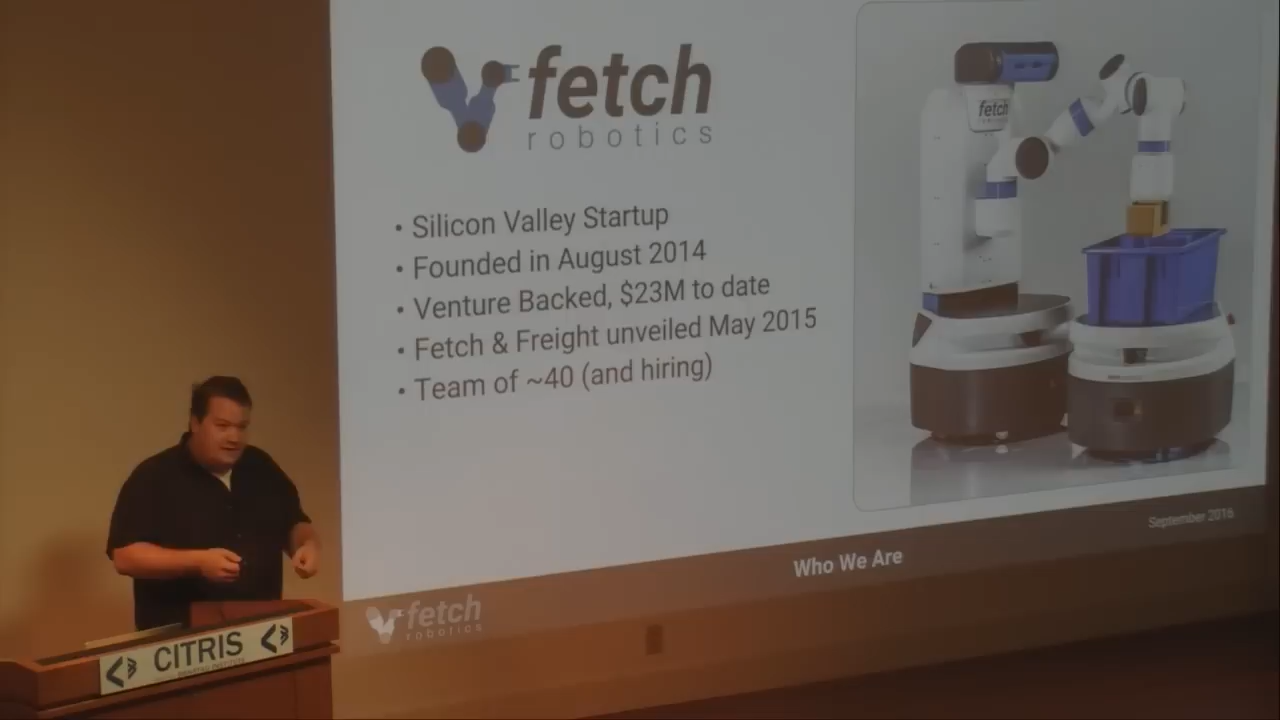 fetch
robotics
• Silicon Valley Startup
• Founded in August 2014
• Venture Backed, $23M to date
• Fetch & Freight unveiled May 2015
• Team of ~40 (and hiring)
fetch
September 2016
Who We Are
fetch
robotics
CITRIS